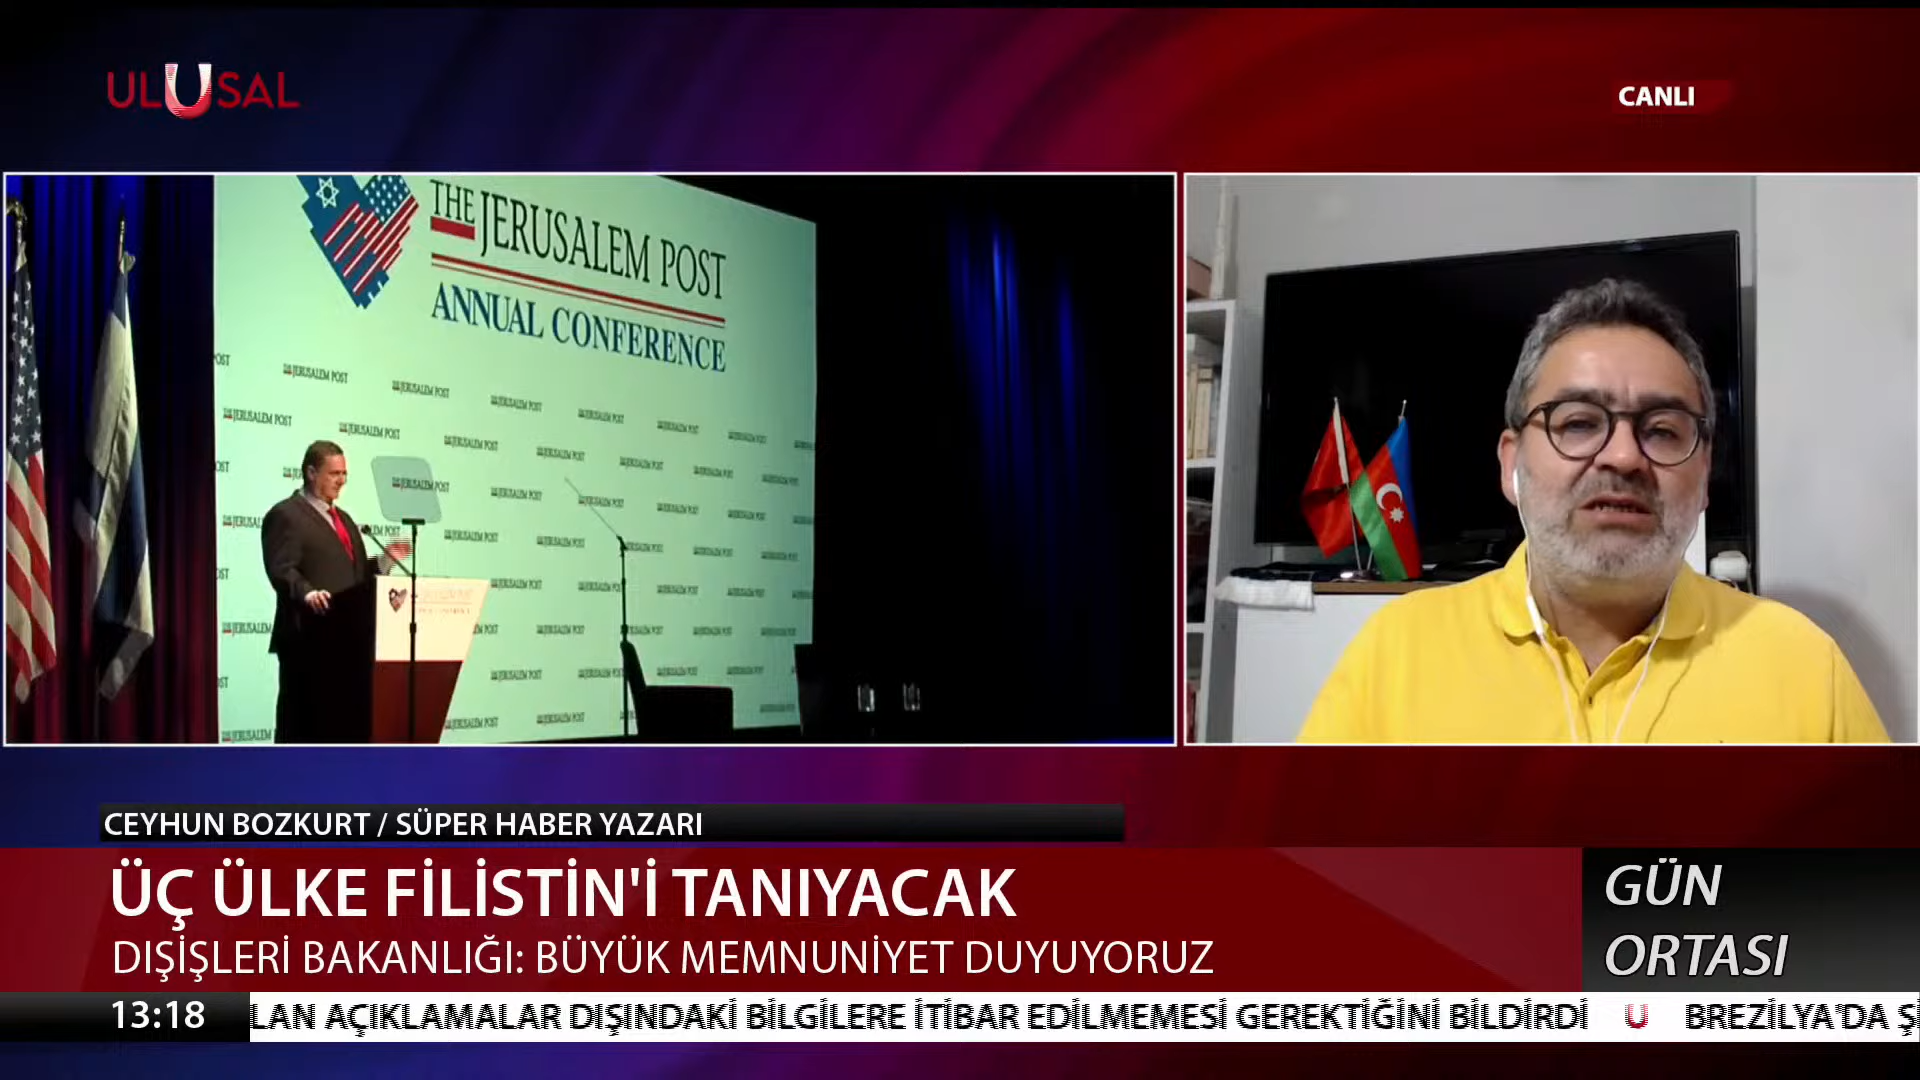 ULUSAL
CANLI
THE JERUSALEM POST
ANNUAL CONFERENCE
CEYHUN BOZKURT / SÜPER HABER YAZARI
ÜÇ ÜLKE FİLİSTİN'İ TANIYACAK
DIŞİŞLERİ BAKANLIĞI: BÜYÜK MEMNUNİYET DUYUYORUZ
GÜN
ORTASI
13:18
LAN AÇIKLAMALAR DIŞINDAKİ BİLGİLERE İTİBAR EDİLMEMESİ GEREKTİĞİNİ BİLDİRDİ U BREZİLYA'DA Ş